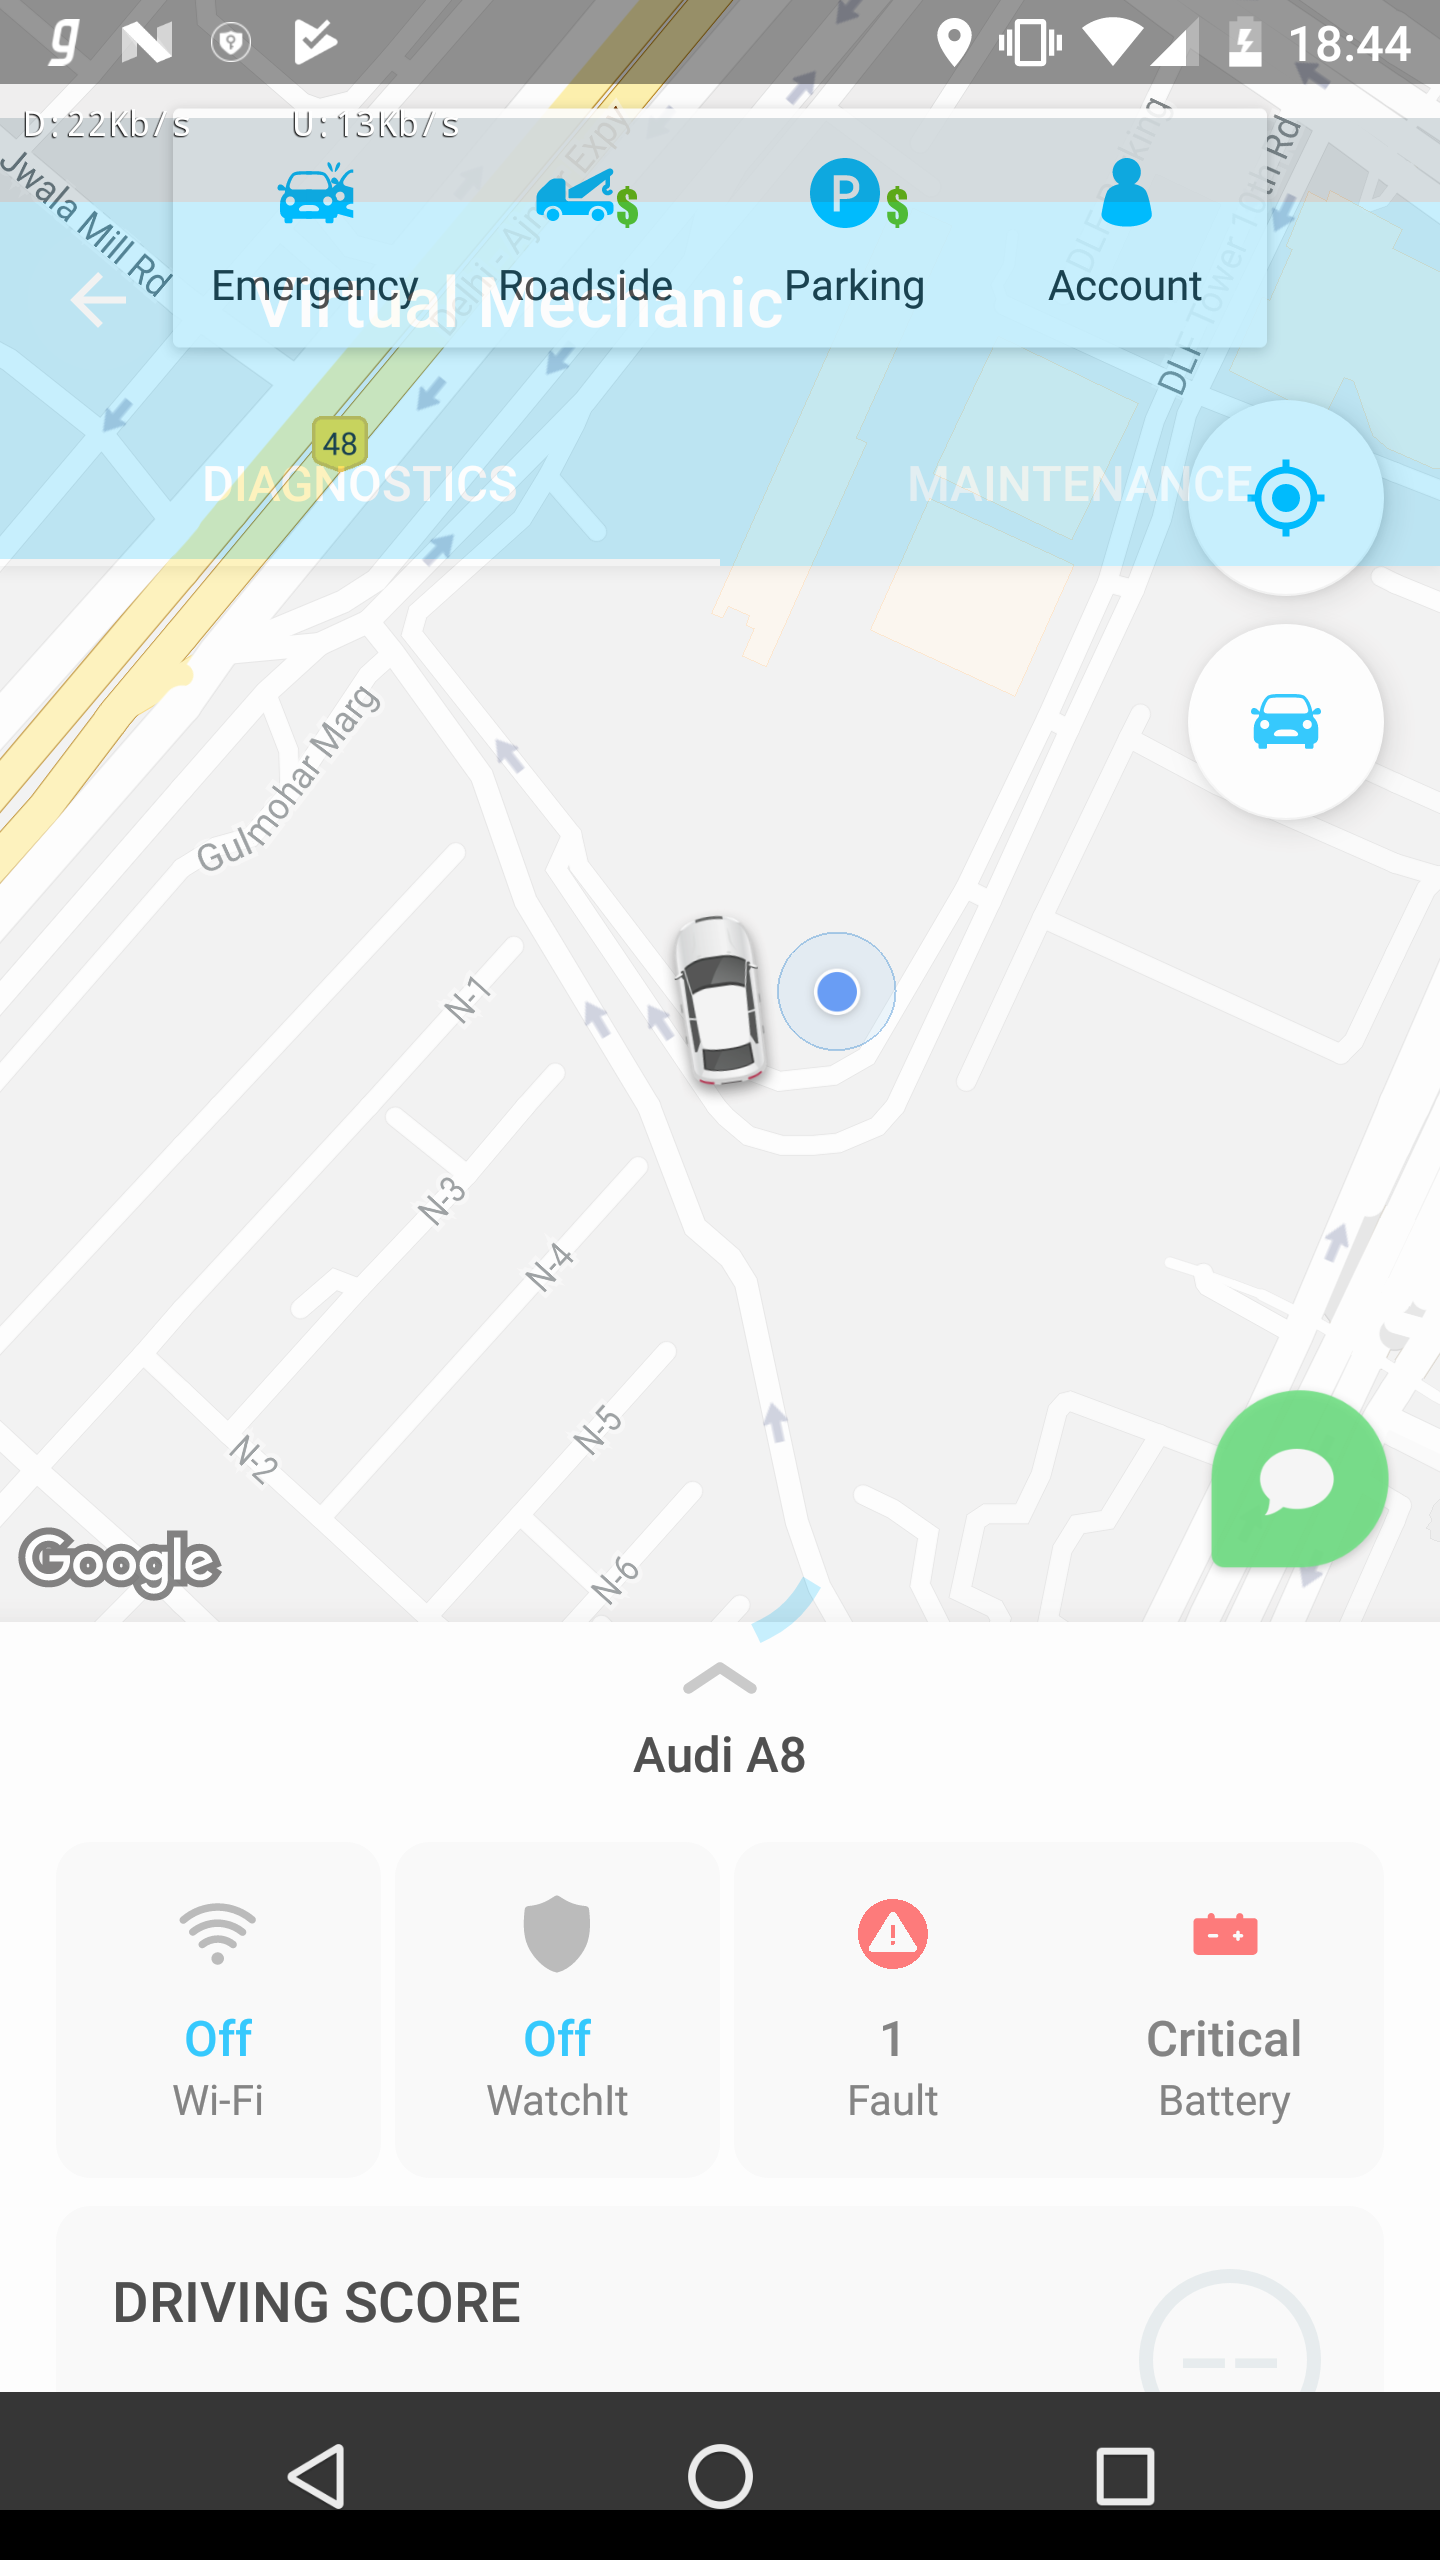 18:44
D:22Kb/s U:13Kb/s
Jwala Mill Rd
Emergency
Roadside
Parking
Account
Virtual Mechanic
48
DIAGNOSTICS
MAINTENANCE
Gulmohar Marg
N-1
N-3
N-4
N-5
N-2
N-6
Google
Audi A8
Off
Wi-Fi
Off
WatchIt
1
Fault
Critical
Battery
DRIVING SCORE